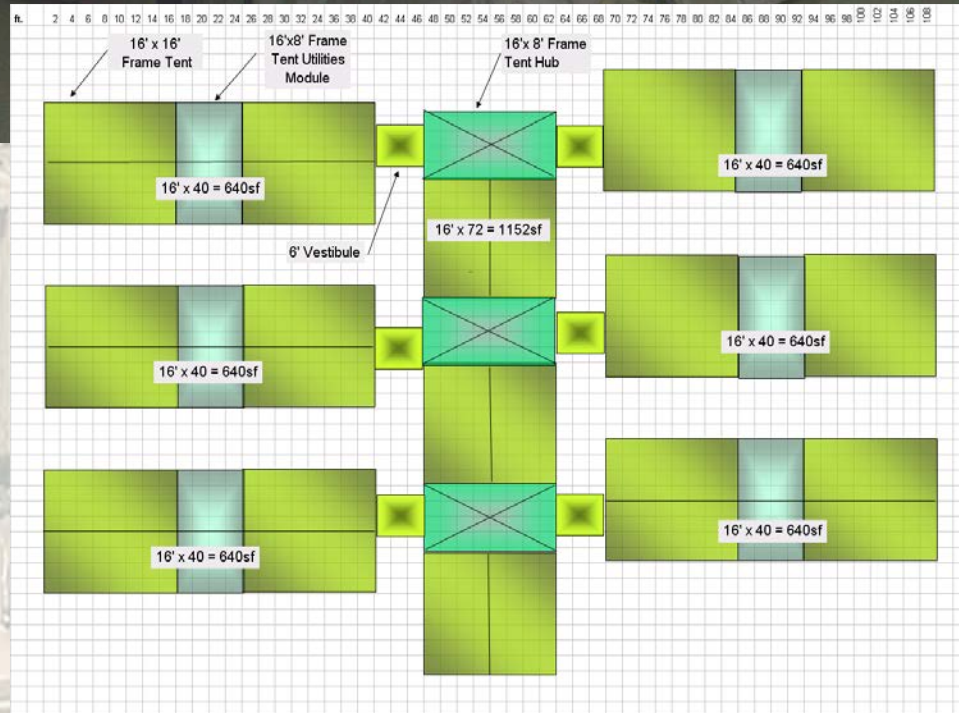 ft. 2 4 6 8 10 12 14 16 18 20 22 24 26 28 30 32 34 36 38 40 42 44 46 48 50 52 54 56 58 60 62 64 66 68 70 72 74 76 78 80 82 84 86 88 90 92 94 96 98 100 102 104 106 108
16' x 16'
Frame Tent
16'x8' Frame
Tent Utilities
Module
16'x 8' Frame
Tent Hub
16' x 40 = 640sf
16' x 40 = 640sf
6' Vestibule
16' x 72 = 1152sf
16' x 40 = 640sf
16' x 40 = 640sf
16' x 40 = 640sf
16' x 40 = 640sf